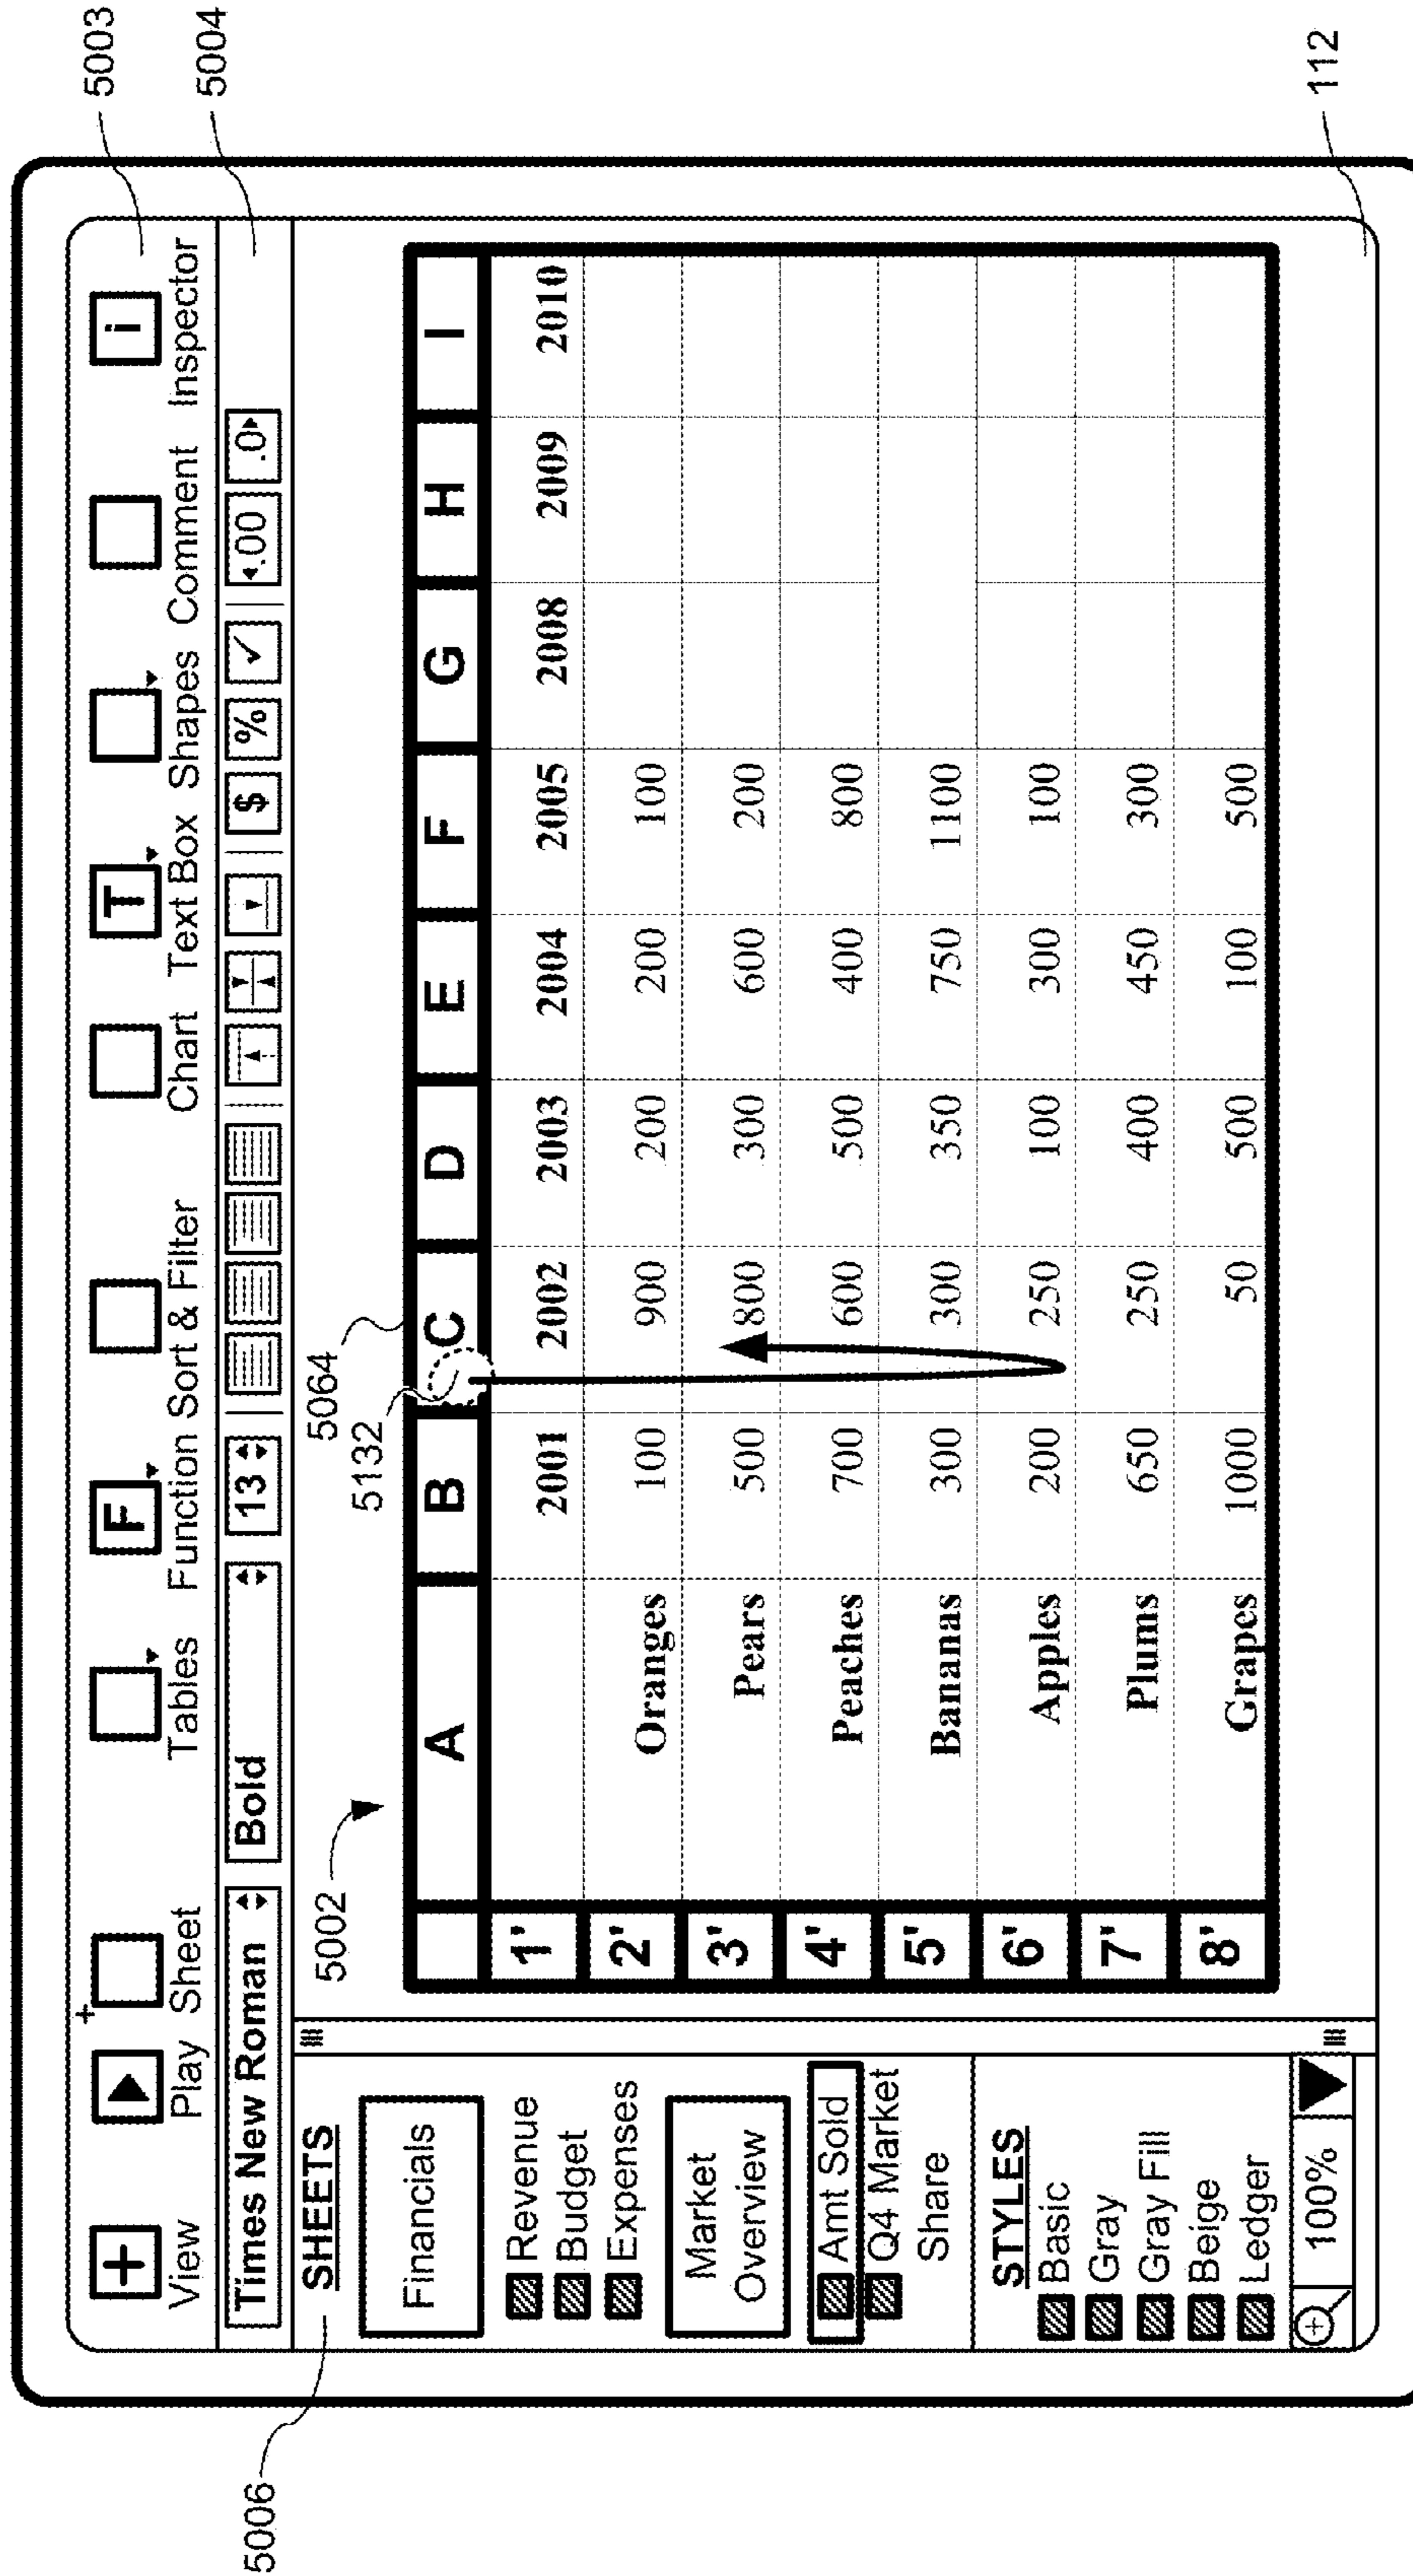 5003
5004
View Play Sheet Tables Function Sort & Filter Chart Text Box Shapes Comment Inspector
+ + F T i
Times New Roman Bold 13 $ % ✓ .00 .0
5006
SHEETS
Financials
Revenue
Budget
Expenses
Market
Overview
Amt Sold
Q4 Market
Share
STYLES
Basic
Gray
Gray Fill
Beige
Ledger
100%
5002
5132
5064
A B C D E F G H I
1' 2001 2002 2003 2004 2005 2008 2009 2010
2' Oranges 100 900 200 200 100
3' Pears 500 800 300 600 200
4' Peaches 700 600 500 400 800
5' Bananas 300 300 350 750 1100
6' Apples 200 250 100 300 100
7' Plums 650 250 400 450 300
8' Grapes 1000 50 500 100 500
112